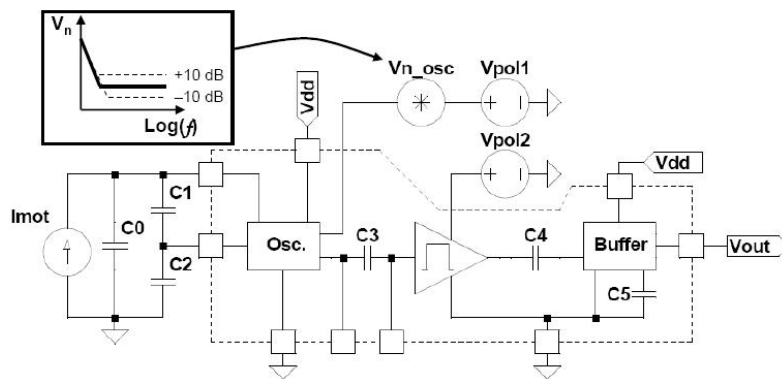 Vn
+10 dB
–10 dB
Log(f)
Vn_osc
Vpol1
+
Vdd
Vpol2
+
Vdd
Imot
C0
C1
C2
Osc.
C3
C4
Buffer
C5
Vout